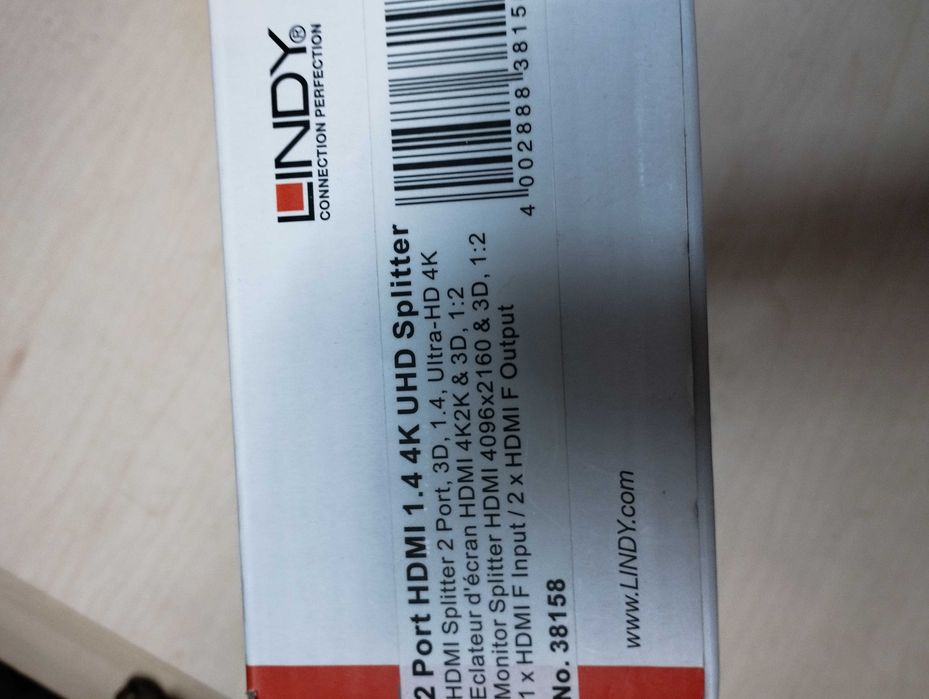 LINDY®
CONNECTION PERFECTION
2 Port HDMI 1.4 4K UHD Splitter
HDMI Splitter 2 Port, 3D, 1.4, Ultra-HD 4K
Eclateur d'écran HDMI 4K2K & 3D, 1:2
Monitor Splitter HDMI 4096x2160 & 3D, 1:2
1 x HDMI F Input / 2 x HDMI F Output
No. 38158
4 002888 3815
www.LINDY.com